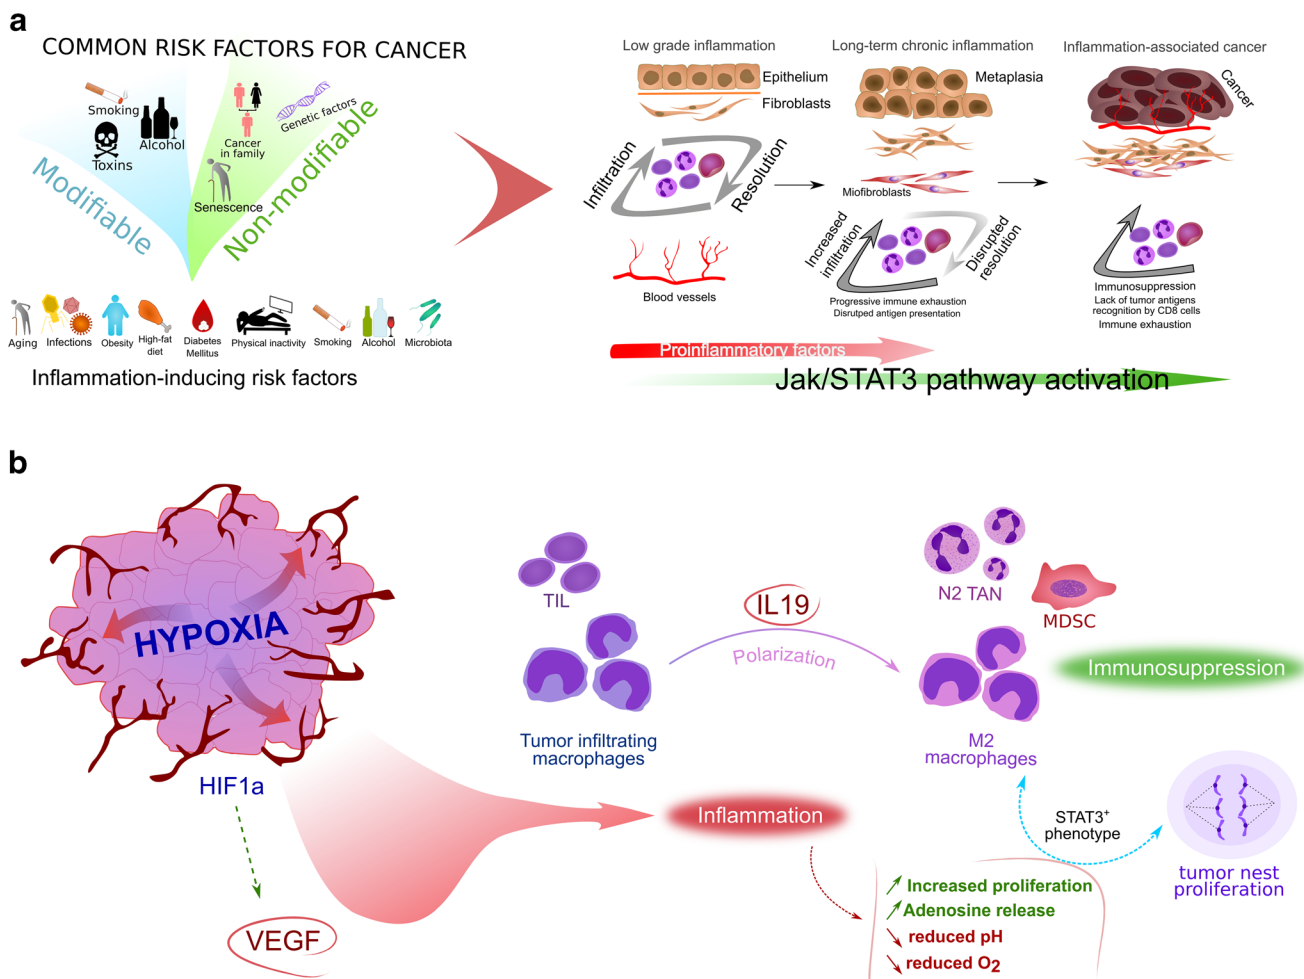 a
COMMON RISK FACTORS FOR CANCER
Smoking
Alcohol
Toxins
Modifiable
Cancer
in family
Genetic factors
Senescence
Non-modifiable
Aging
Infections
Obesity
High-fat
diet
Diabetes
Mellitus
Physical inactivity
Smoking
Alcohol
Microbiota
Inflammation-inducing risk factors
Low grade inflammation
Epithelium
Fibroblasts
Infiltration
Resolution
Blood vessels
Long-term chronic inflammation
Metaplasia
Miofibroblasts
Increased
infiltration
Disrupted
resolution
Progressive immune exhaustion
Disrutped antigen presentation
Inflammation-associated cancer
Cancer
Immunosuppression
Lack of tumor antigens
recognition by CD8 cells
Immune exhaustion
Proinflammatory factors
Jak/STAT3 pathway activation
b
HYPOXIA
HIF1a
VEGF
TIL
Tumor infiltrating
macrophages
IL19
Polarization
N2 TAN
MDSC
M2
macrophages
Immunosuppression
Inflammation
STAT3+
phenotype
tumor nest
proliferation
Increased proliferation
Adenosine release
reduced pH
reduced O2